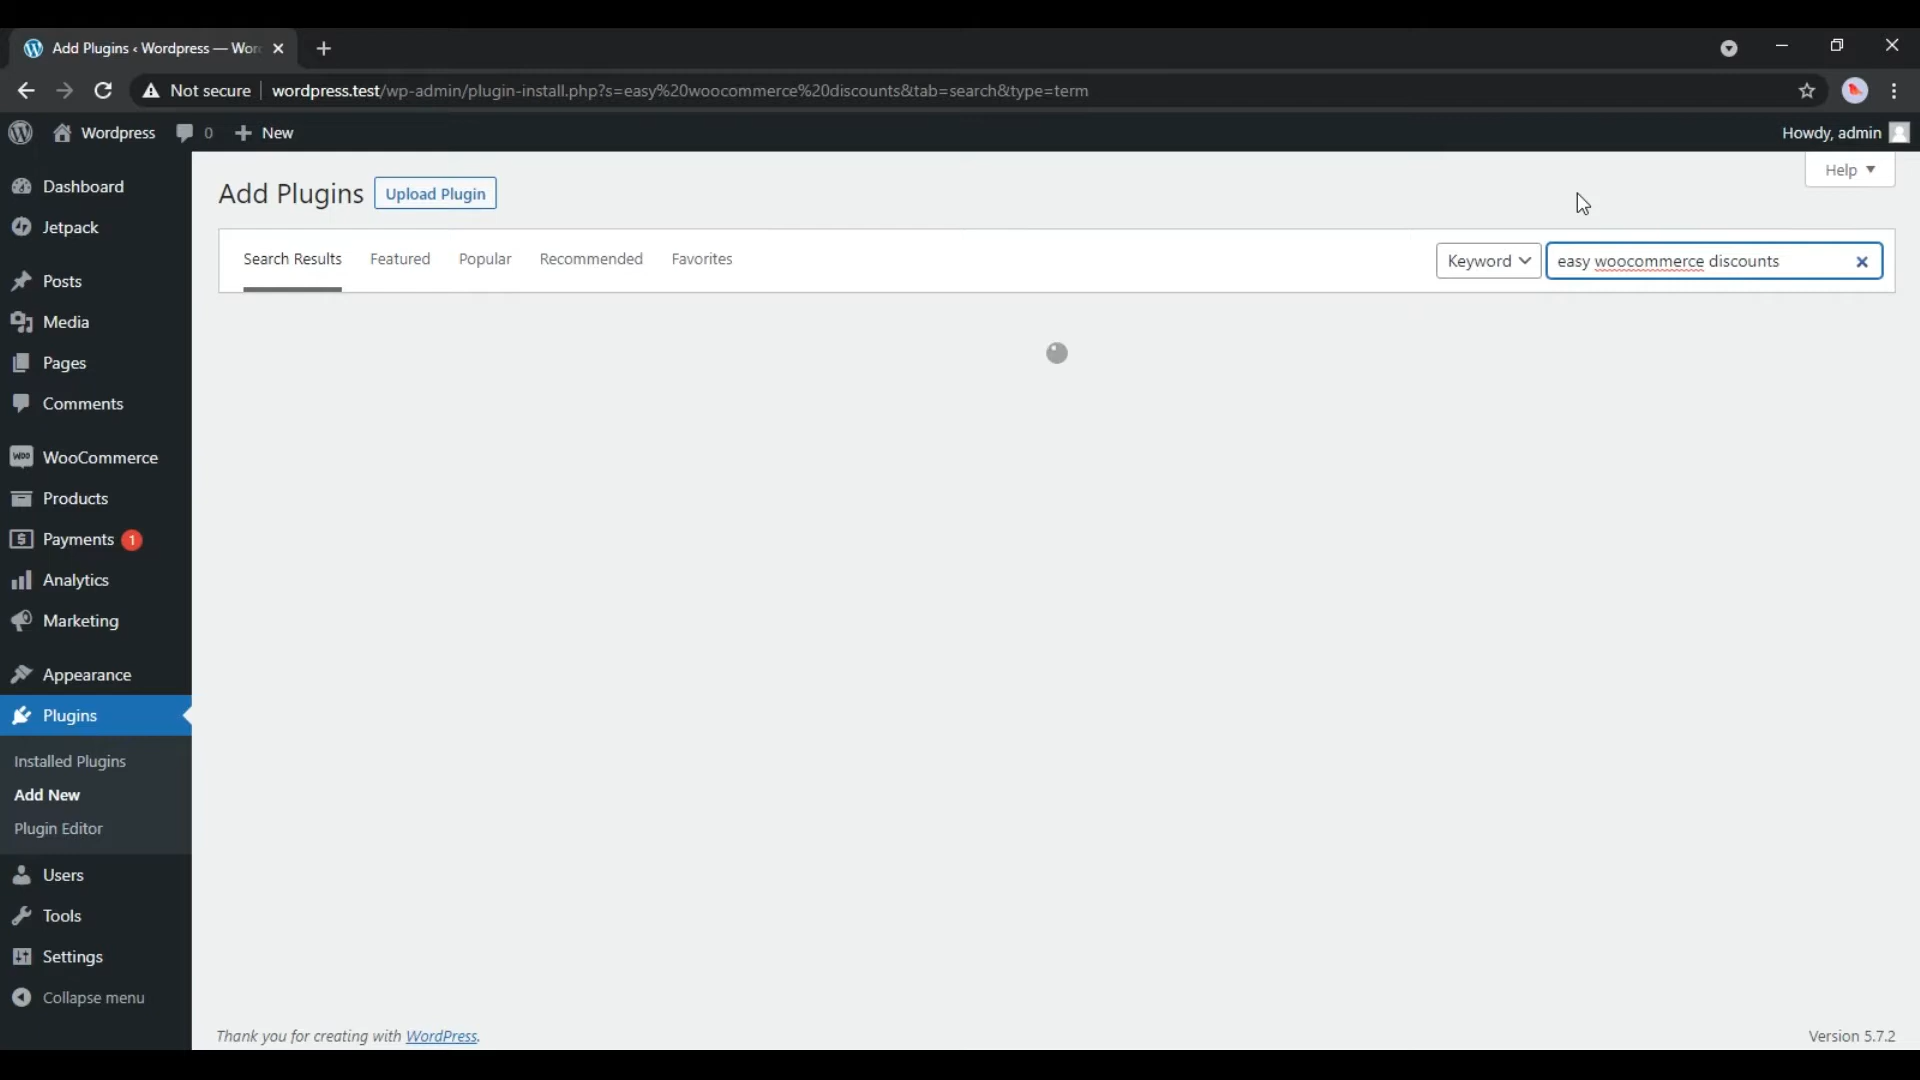 Add Plugins ‹ Wordpress — Wor
Not secure wordpress.test/wp-admin/plugin-install.php?s=easy%20woocommerce%20discounts&tab=search&type=term
Wordpress 0 New Howdy, admin
Help
Add Plugins Upload Plugin
Search Results Featured Popular Recommended Favorites Keyword easy woocommerce discounts
Dashboard
Jetpack
Posts
Media
Pages
Comments
WooCommerce
Products
Payments 1
Analytics
Marketing
Appearance
Plugins
Installed Plugins
Add New
Plugin Editor
Users
Tools
Settings
Collapse menu
Thank you for creating with WordPress. Version 5.7.2